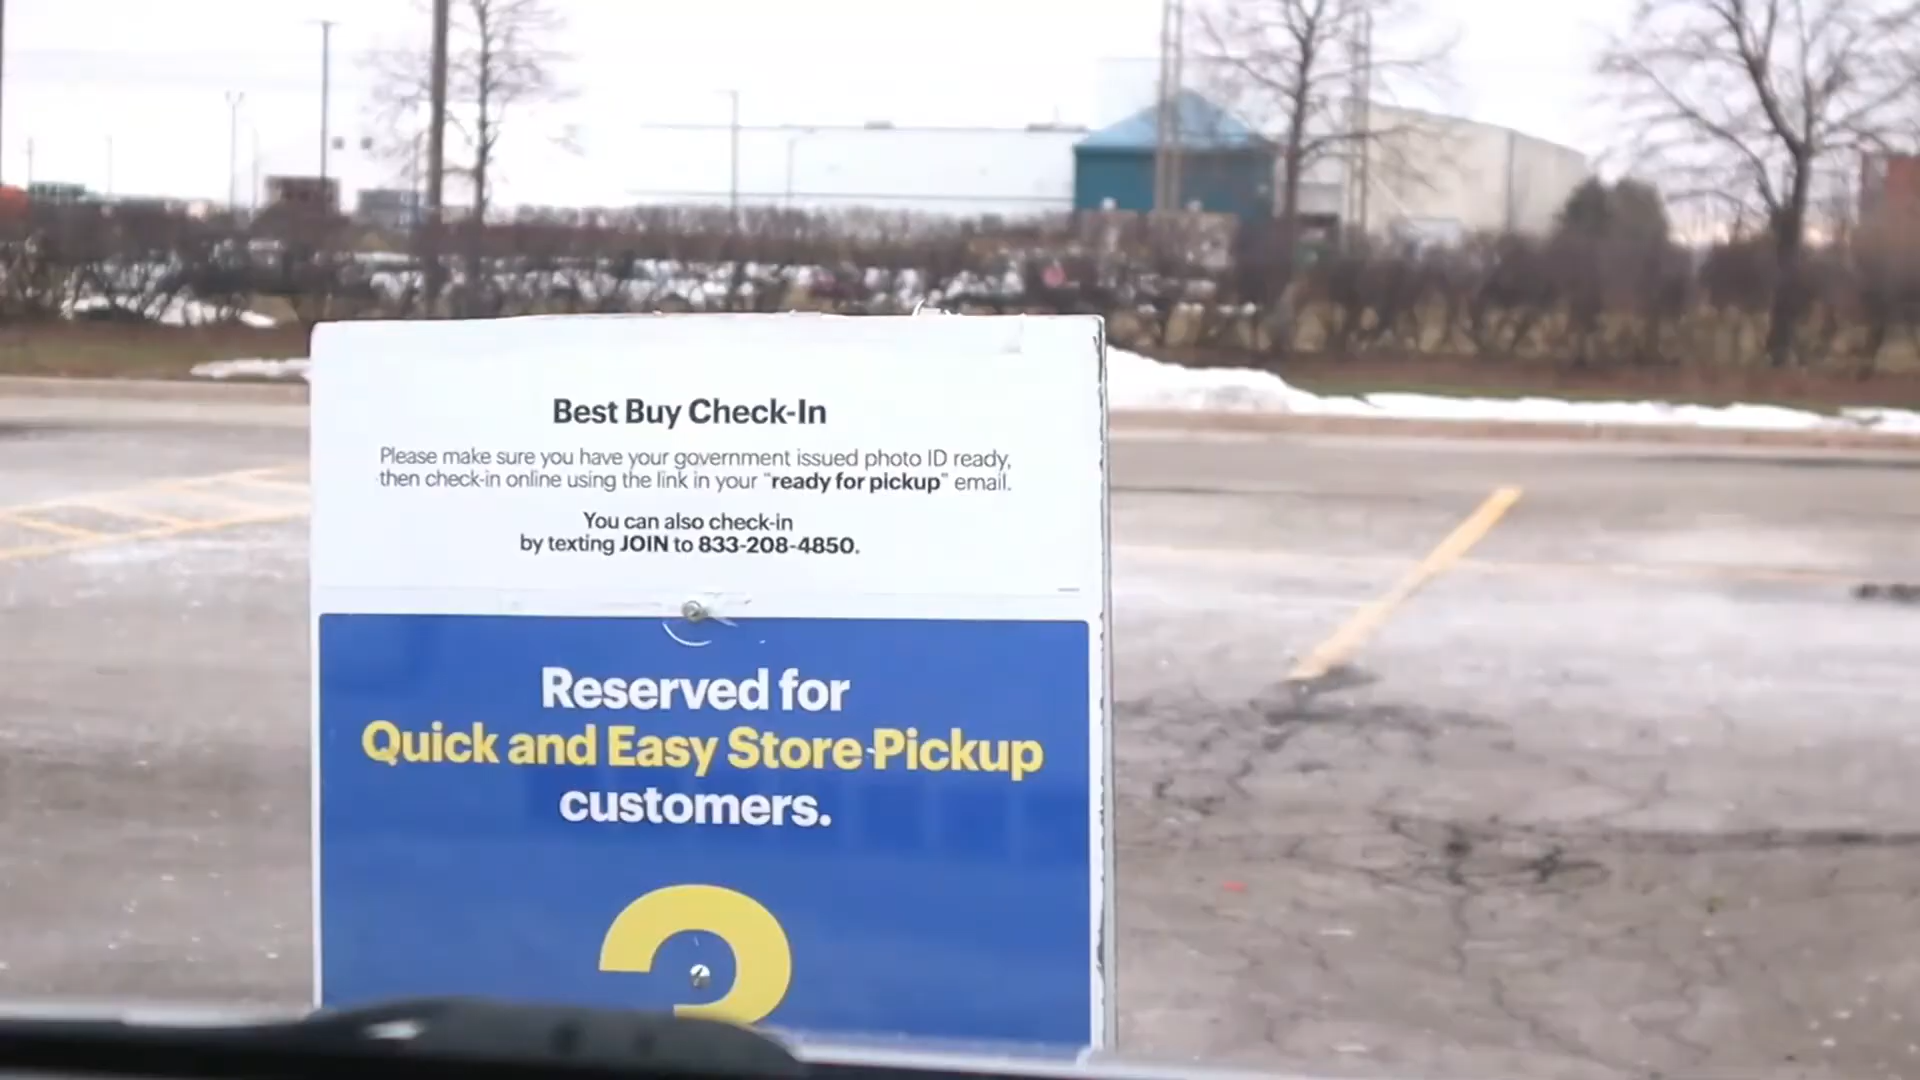 Best Buy Check-In
Please make sure you have your government issued photo ID ready,
then check-in online using the link in your "ready for pickup" email.
You can also check-in
by texting JOIN to 833-208-4850.
Reserved for
Quick and Easy Store Pickup
customers.
3